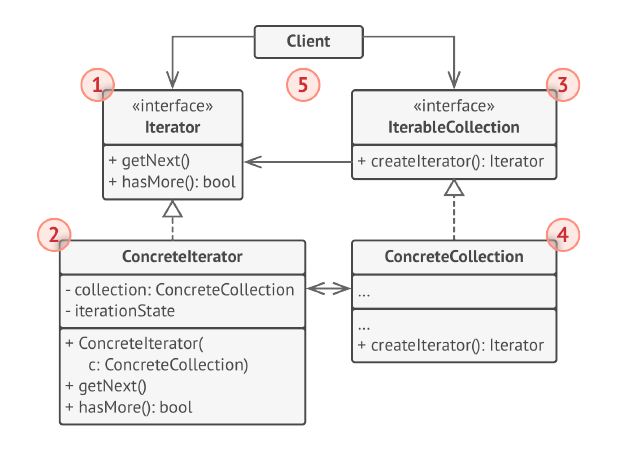 Client
1
5
3
«interface»
Iterator
+ getNext()
+ hasMore(): bool
«interface»
IterableCollection
+ createIterator(): Iterator
2
4
ConcreteIterator
- collection: ConcreteCollection
- iterationState
+ ConcreteIterator(
c: ConcreteCollection)
+ getNext()
+ hasMore(): bool
ConcreteCollection
...
...
+ createIterator(): Iterator